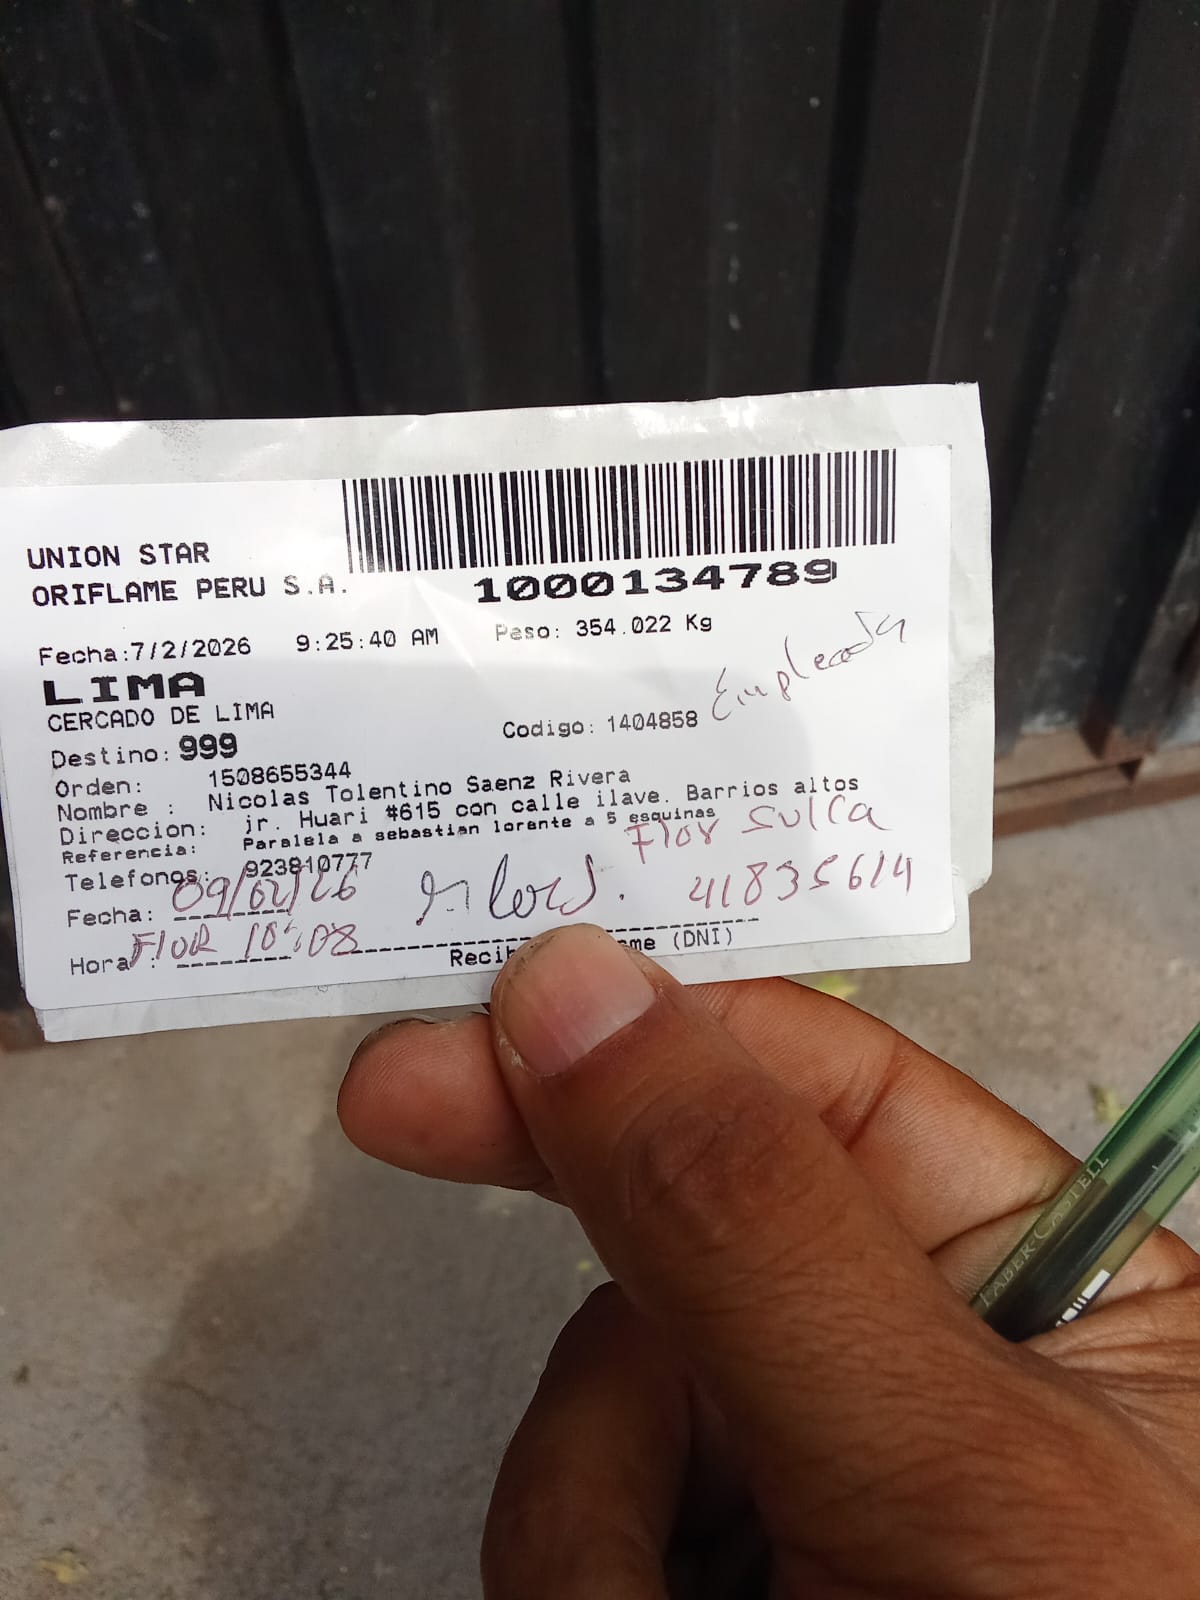 UNION STAR
ORIFLAME PERU S.A.
1000134789
Fecha:7/2/2026 9:25:40 AM Peso: 354.022 Kg
LIMA
CERCADO DE LIMA
Codigo: 1404858 Empleada
Destino: 999
Orden: 1508655344
Nombre : Nicolas Tolentino Saenz Rivera
Direccion: jr. Huari #615 con calle ilave. Barrios altos
Referencia: Paralela a sebastian lorente a 5 esquinas
Flor Sulca
Telefonos: 923810777
Fecha: 09/02/26
41835614
Hora : FLOR 10:08
(DNI)
FABER-CASTELL